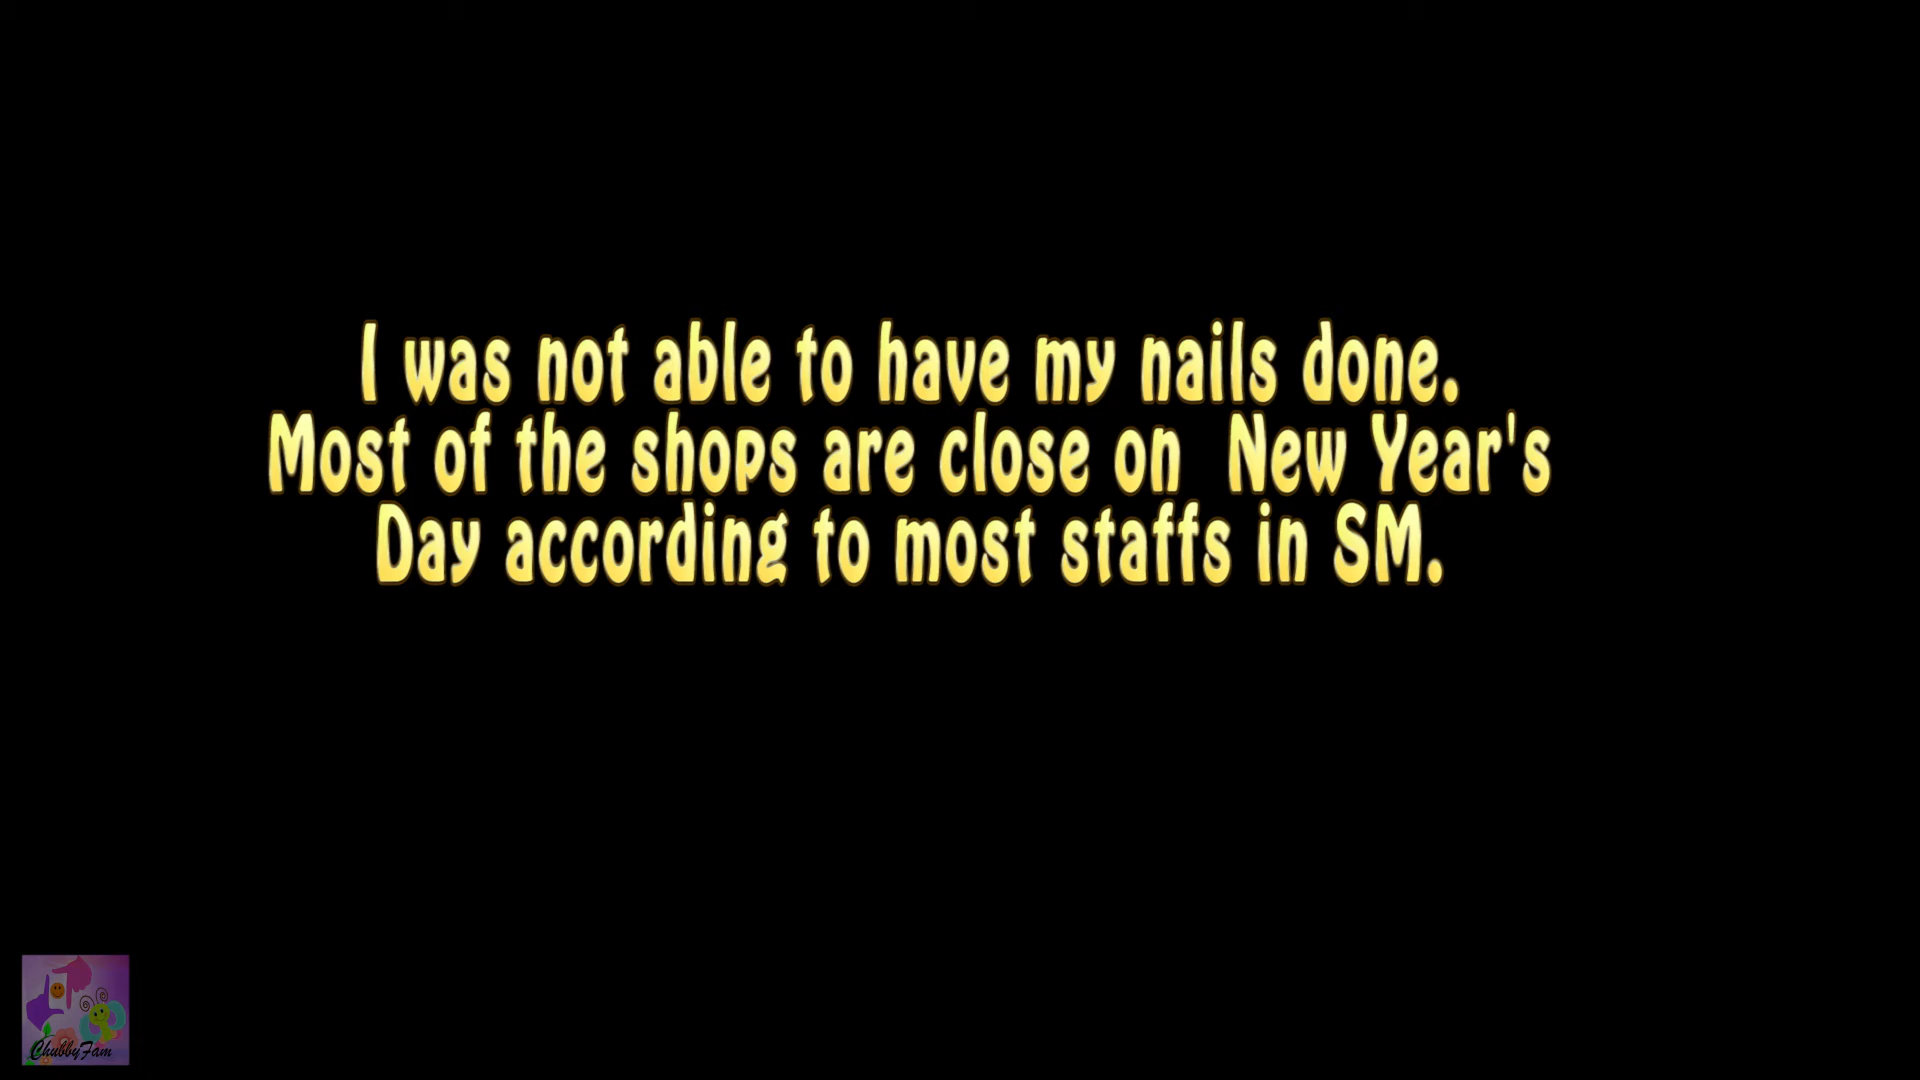 I was not able to have my nails done.
Most of the shops are close on  New Year's
Day according to most staffs in SM.
ChubbyFam